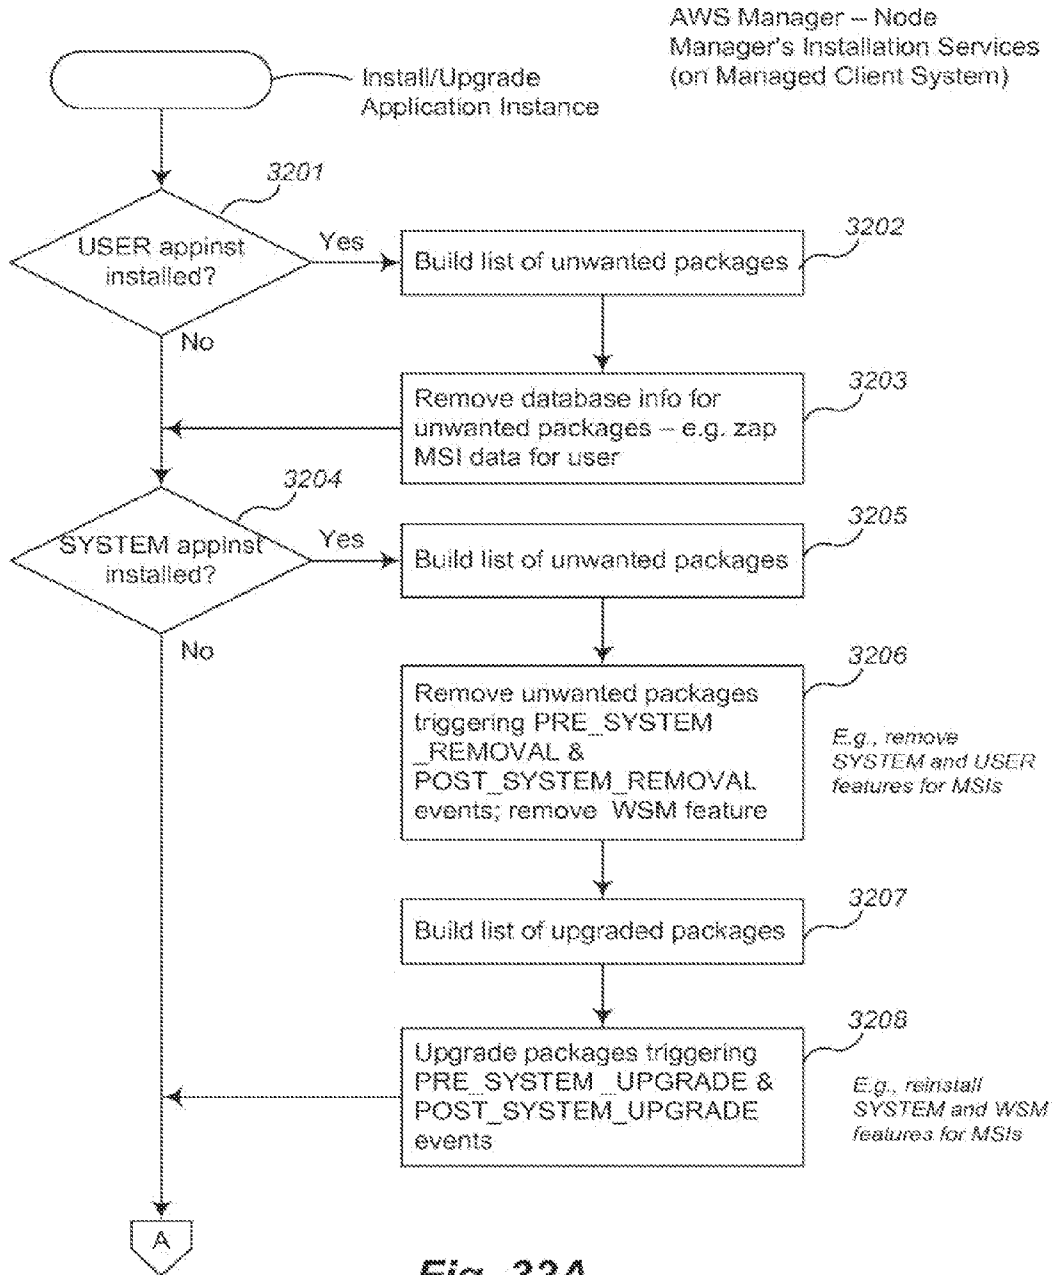 AWS Manager – Node
Manager's Installation Services
(on Managed Client System)
Install/Upgrade
Application Instance
3201
USER appinst
installed?
Yes
No
3202
Build list of unwanted packages
3203
Remove database info for
unwanted packages – e.g. zap
MSI data for user
3204
SYSTEM appinst
installed?
Yes
No
3205
Build list of unwanted packages
3206
Remove unwanted packages
triggering PRE_SYSTEM
_REMOVAL &
POST_SYSTEM_REMOVAL
events; remove WSM feature
E.g., remove
SYSTEM and USER
features for MSIs
3207
Build list of upgraded packages
3208
Upgrade packages triggering
PRE_SYSTEM _UPGRADE &
POST_SYSTEM_UPGRADE
events
E.g., reinstall
SYSTEM and WSM
features for MSIs
A
Fig. 33A